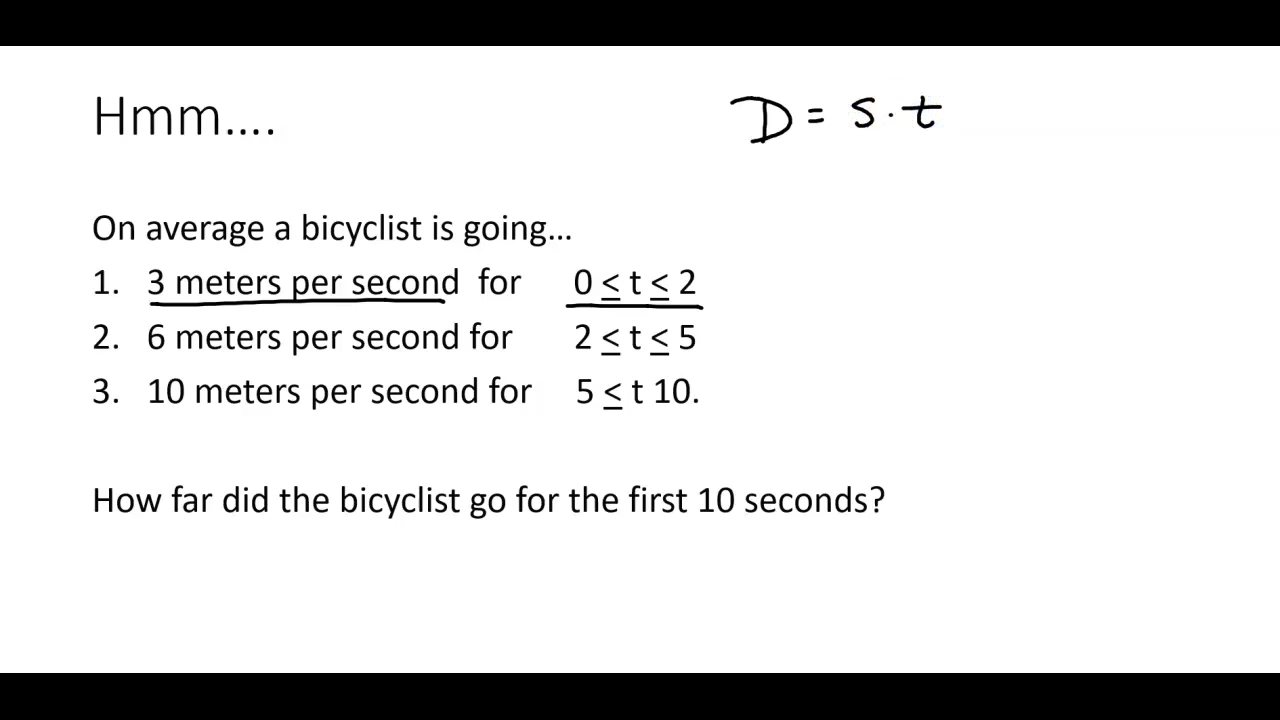 Hmm….
D = s · t
On average a bicyclist is going…
1. 3 meters per second for 0 ≤ t ≤ 2
2. 6 meters per second for 2 ≤ t ≤ 5
3. 10 meters per second for 5 ≤ t 10.
How far did the bicyclist go for the first 10 seconds?